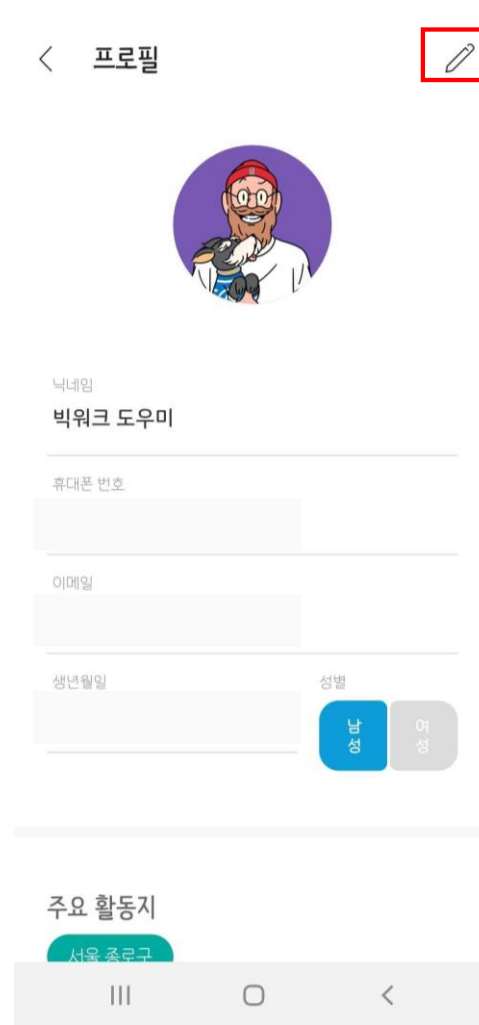 프로필
닉네임
빅워크 도우미
휴대폰 번호
이메일
생년월일
성별
남성
여성
주요 활동지
서울 종로구